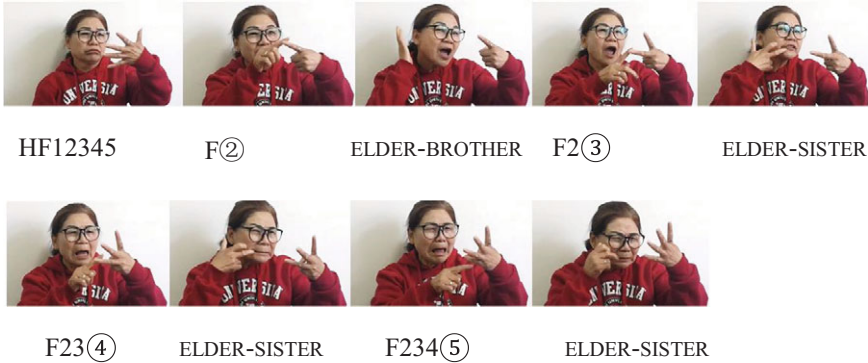 HF12345 F② ELDER-BROTHER F2③ ELDER-SISTER
F23④ ELDER-SISTER F234⑤ ELDER-SISTER